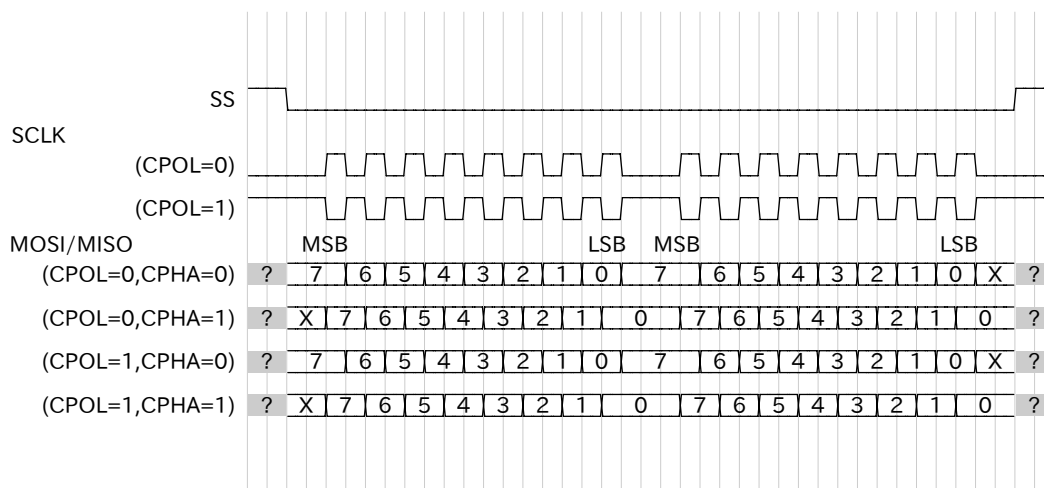 SS
SCLK
(CPOL=0)
(CPOL=1)
MOSI/MISO MSB LSB MSB LSB
(CPOL=0,CPHA=0) ? 7 6 5 4 3 2 1 0 7 6 5 4 3 2 1 0 X ?
(CPOL=0,CPHA=1) ? X 7 6 5 4 3 2 1 0 7 6 5 4 3 2 1 0 ?
(CPOL=1,CPHA=0) ? 7 6 5 4 3 2 1 0 7 6 5 4 3 2 1 0 X ?
(CPOL=1,CPHA=1) ? X 7 6 5 4 3 2 1 0 7 6 5 4 3 2 1 0 ?